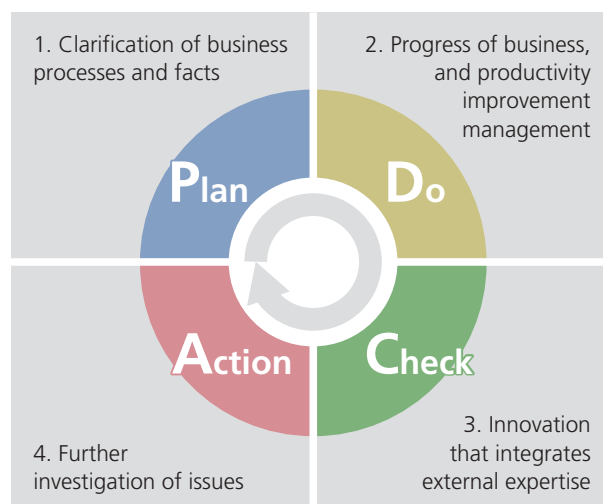 1. Clarification of business
processes and facts
2. Progress of business,
and productivity
improvement
management
Plan
Do
Action
Check
4. Further
investigation of issues
3. Innovation
that integrates
external expertise